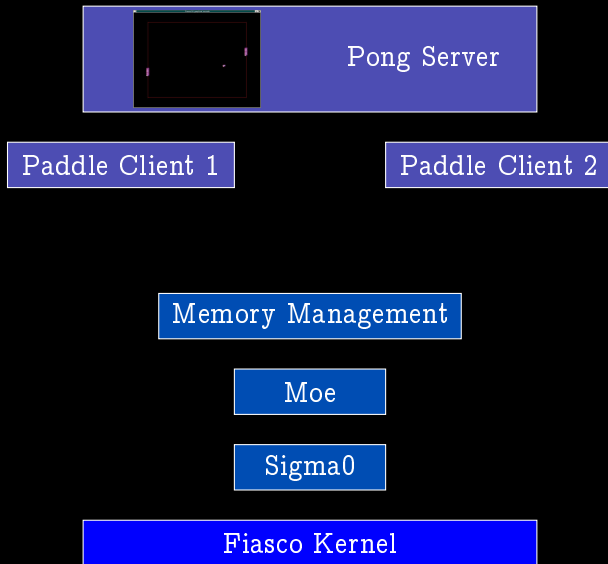 Pong Server
Paddle Client 1
Paddle Client 2
Memory Management
Moe
Sigma0
Fiasco Kernel